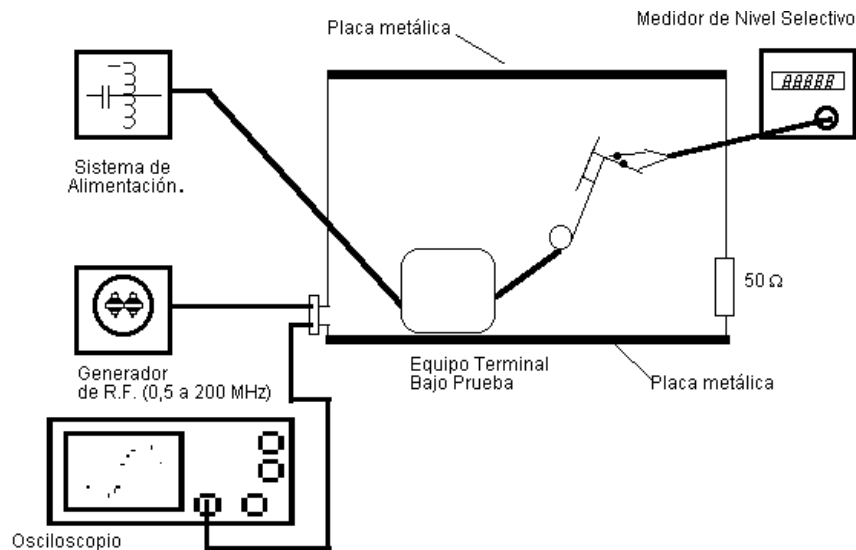 Medidor de Nivel Selectivo
Placa metálica
Sistema de
Alimentación.
50 Ω
Equipo Terminal
Bajo Prueba
Placa metálica
Generador
de R.F. (0,5 a 200 MHz)
Osciloscopio